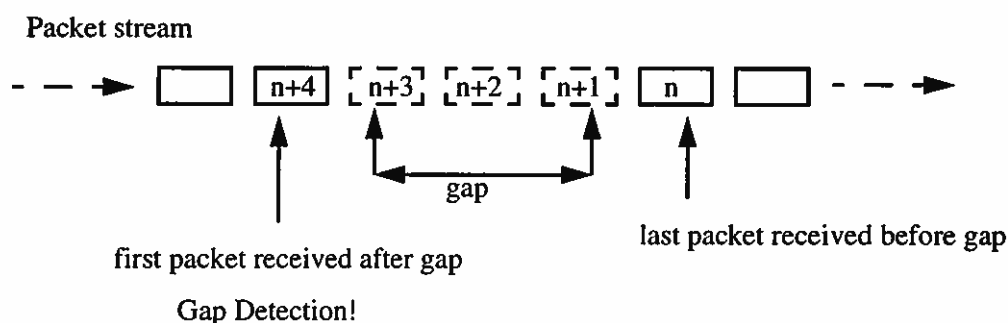 Packet stream
n+4 n+3 n+2 n+1 n
gap
last packet received before gap
first packet received after gap
Gap Detection!